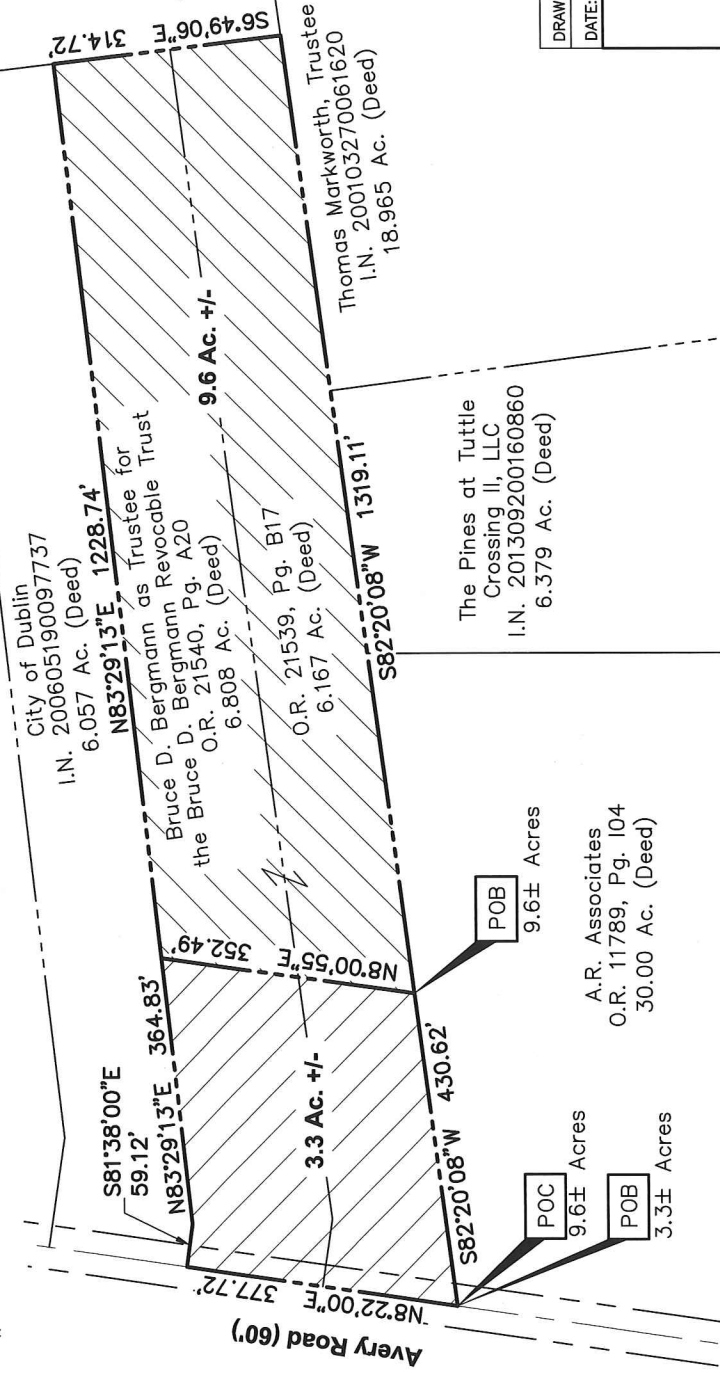 City of Dublin
I.N. 200605190097737
6.057 Ac. (Deed)
N83°29'13"E 1228.74'
S6°49'06"E 314.72'
S81°38'00"E
59.12'
N83°29'13"E 364.83'
Bruce D. Bergmann as Trustee for
the Bruce D. Bergmann Revocable Trust
O.R. 21540, Pg. A20
6.808 Ac. (Deed)
9.6 Ac. +/-
O.R. 21539, Pg. B17
6.167 Ac. (Deed)
N8°00'55"E 352.49'
3.3 Ac. +/-
N8°22'00"E 377.72'
Avery Road (60')
S82°20'08"W 430.62'
S82°20'08"W 1319.11'
Thomas Markworth, Trustee
I.N. 200103270061620
18.965 Ac. (Deed)
The Pines at Tuttle
Crossing II, LLC
I.N. 201309200160860
6.379 Ac. (Deed)
POB
9.6± Acres
A.R. Associates
O.R. 11789, Pg. I04
30.00 Ac. (Deed)
POC
9.6± Acres
POB
3.3± Acres
DRAW
DATE: